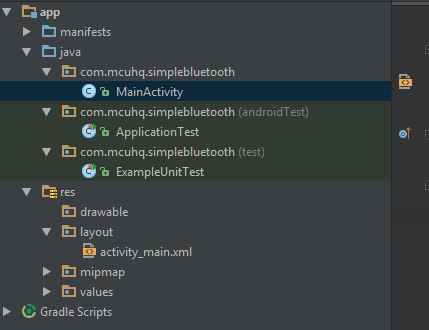 app
manifests
java
com.mcuhq.simplebluetooth
MainActivity
com.mcuhq.simplebluetooth (androidTest)
ApplicationTest
com.mcuhq.simplebluetooth (test)
ExampleUnitTest
res
drawable
layout
activity_main.xml
mipmap
values
Gradle Scripts